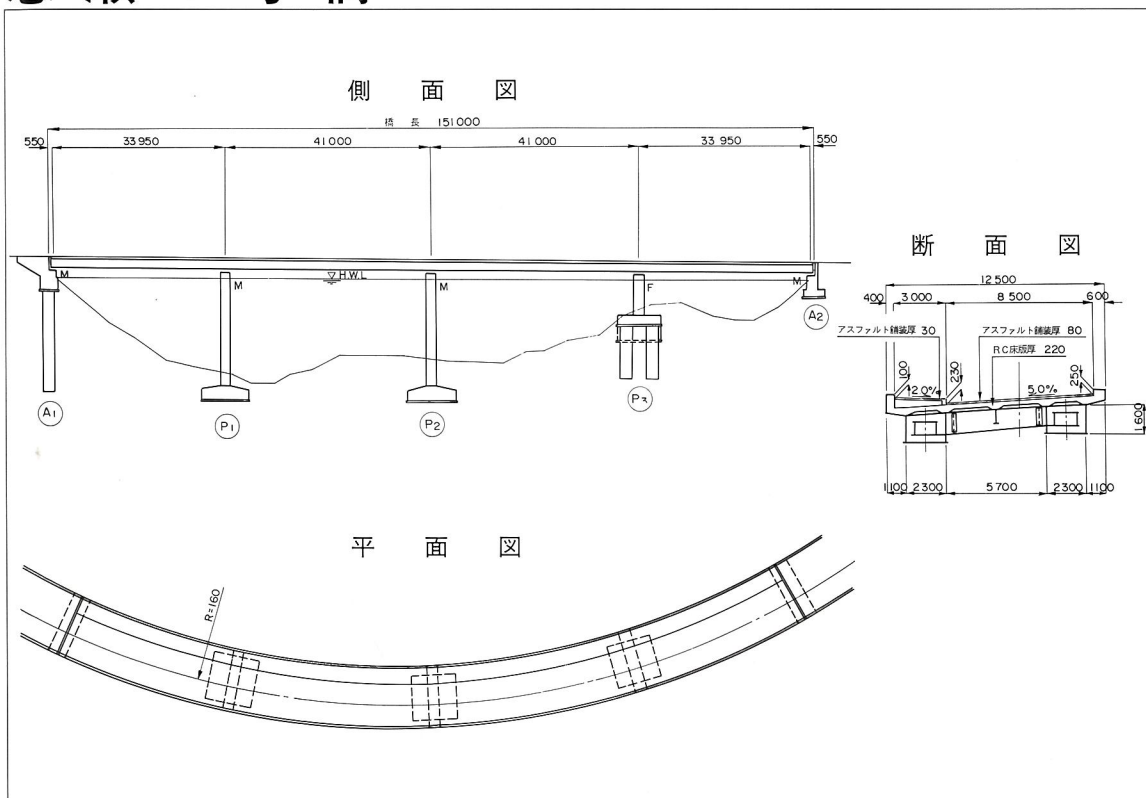 側 面 図
橋 長 151000
550 33950 41000 41000 33950 550
H.W.L
M M M F M
A1 P1 P2 P3 A2
断 面 図
12500
400 3000 8500 600
アスファルト舗装厚 30 アスファルト舗装厚 80
RC床版厚 220
100 230 250
2.0% 5.0%
1600
1100 2300 5700 2300 1100
平 面 図
R=160